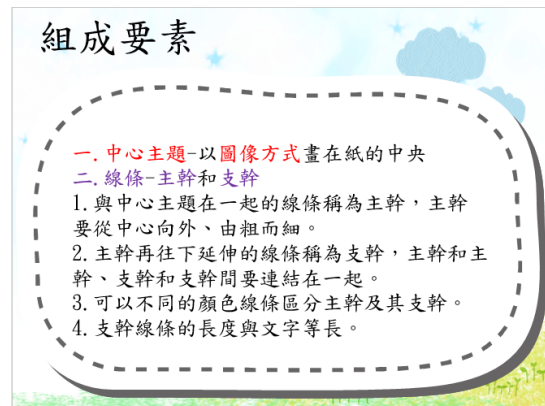 組成要素
一.中心主題-以圖像方式畫在紙的中央
二.線條-主幹和支幹
1.與中心主題在一起的線條稱為主幹，主幹
要從中心向外、由粗而細。
2.主幹再往下延伸的線條稱為支幹，主幹和主
幹、支幹和支幹間要連結在一起。
3.可以不同的顏色線條區分主幹及其支幹。
4.支幹線條的長度與文字等長。